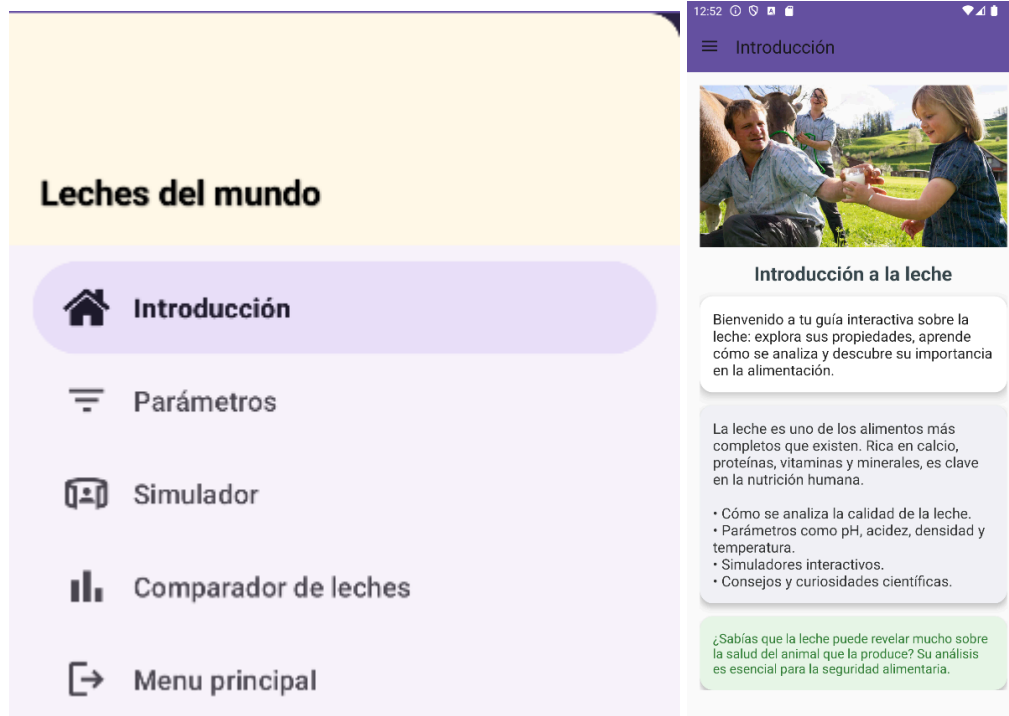 Leches del mundo
Introducción
Parámetros
Simulador
Comparador de leches
Menu principal
12:52
Introducción
Introducción a la leche
Bienvenido a tu guía interactiva sobre la
leche: explora sus propiedades, aprende
cómo se analiza y descubre su importancia
en la alimentación.
La leche es uno de los alimentos más
completos que existen. Rica en calcio,
proteínas, vitaminas y minerales, es clave
en la nutrición humana.
• Cómo se analiza la calidad de la leche.
• Parámetros como pH, acidez, densidad y
temperatura.
• Simuladores interactivos.
• Consejos y curiosidades científicas.
¿Sabías que la leche puede revelar mucho sobre
la salud del animal que la produce? Su análisis
es esencial para la seguridad alimentaria.